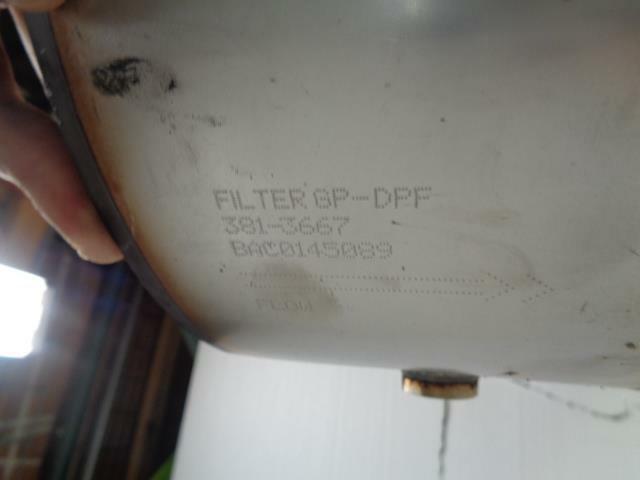 FILTER GP-DPF
381-3667
BAC0145089
FLOW